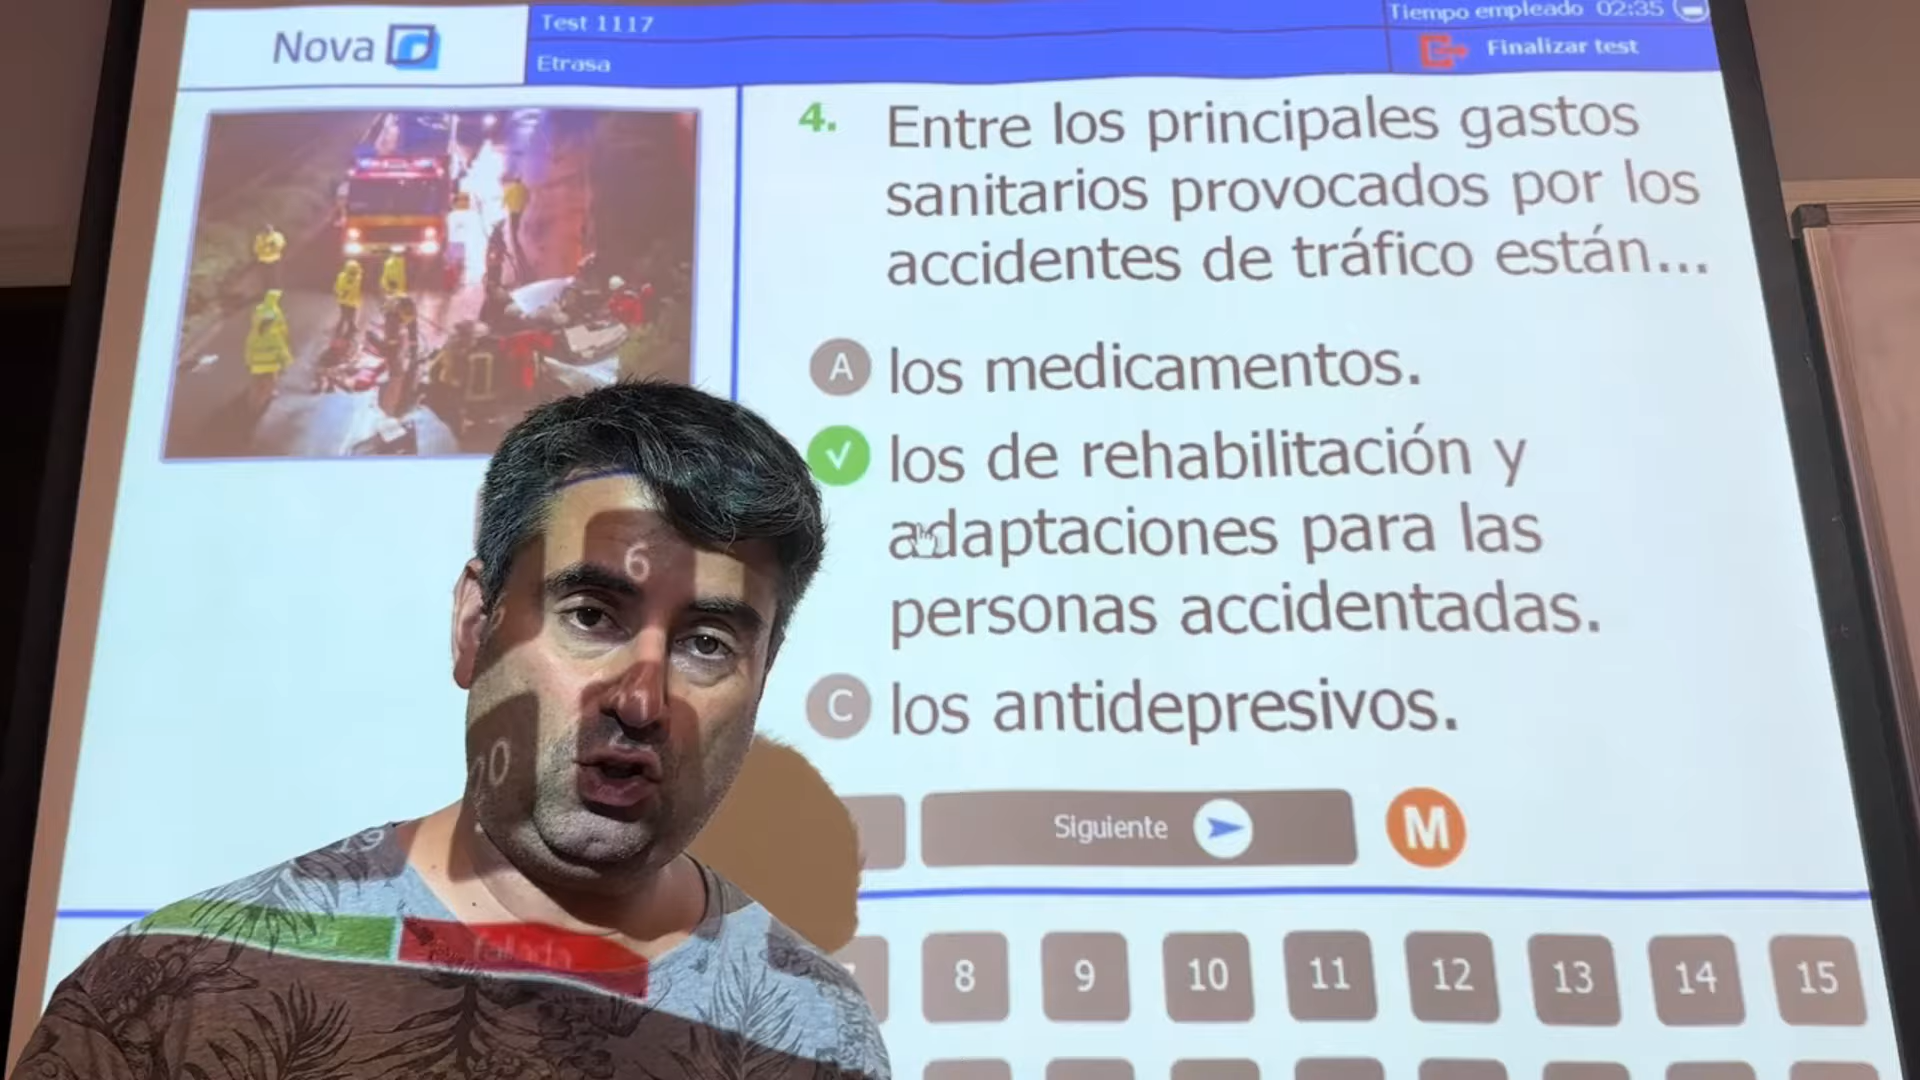 Nova
Test 1117
Etrasa
Tiempo empleado 02:35
Finalizar test
4. Entre los principales gastos
sanitarios provocados por los
accidentes de tráfico están...
A los medicamentos.
√ los de rehabilitación y
adaptaciones para las
personas accidentadas.
C los antidepresivos.
Siguiente
M
6
19
8 9 10 11 12 13 14 15